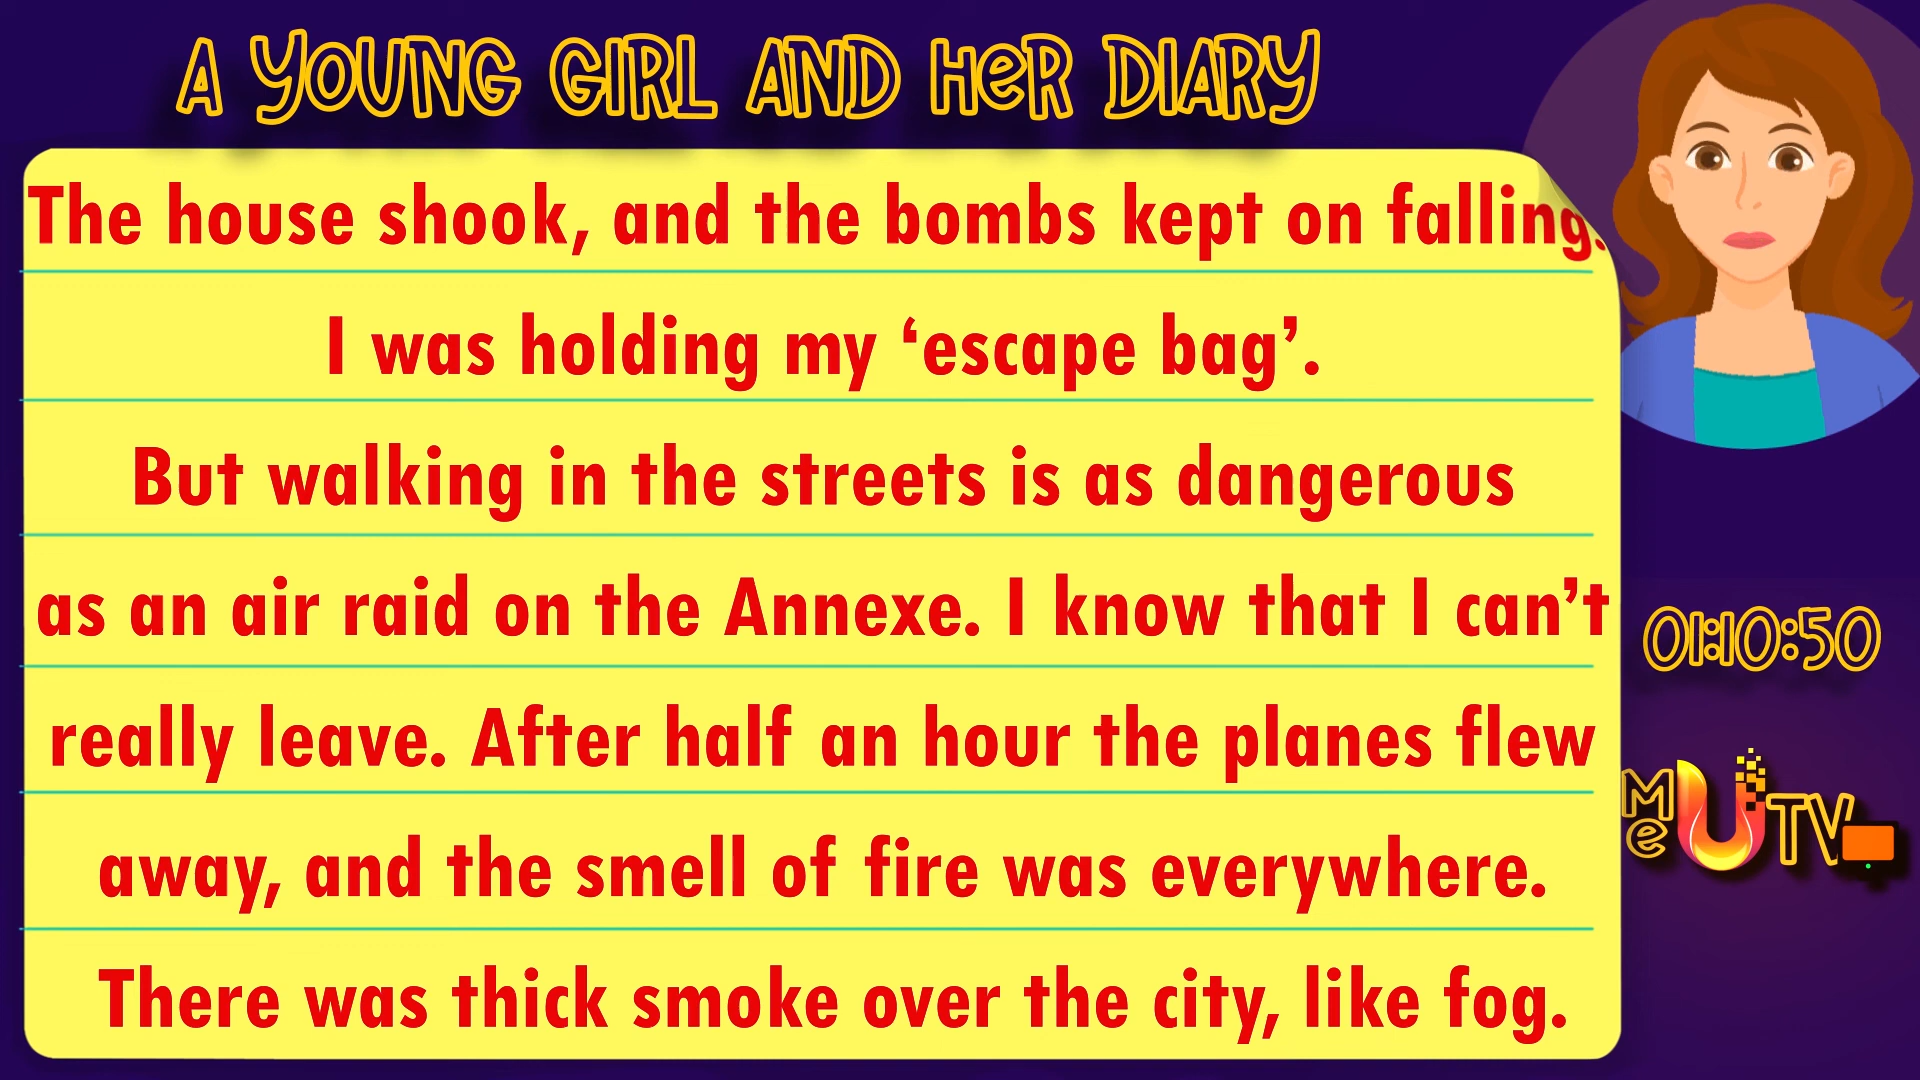 A YOUNG GIRL AND HER DIARY
The house shook, and the bombs kept on falling.
I was holding my ‘escape bag’.
But walking in the streets is as dangerous
as an air raid on the Annexe. I know that I can’t
really leave. After half an hour the planes flew
away, and the smell of fire was everywhere.
There was thick smoke over the city, like fog.
01:10:50
Me U TV